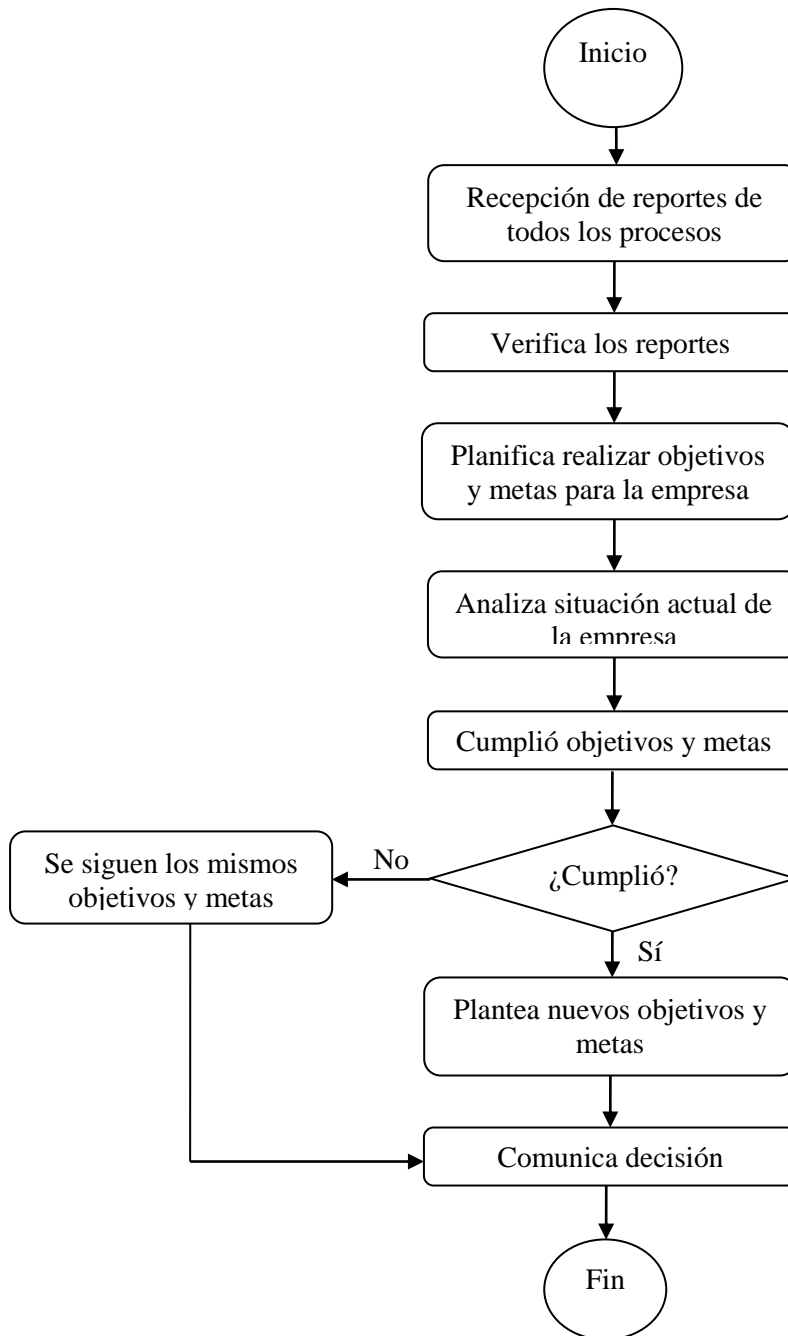 Inicio
Recepción de reportes de
todos los procesos
Verifica los reportes
Planifica realizar objetivos
y metas para la empresa
Analiza situación actual de
la empresa
Cumplió objetivos y metas
¿Cumplió?
No
Se siguen los mismos
objetivos y metas
Sí
Plantea nuevos objetivos y
metas
Comunica decisión
Fin